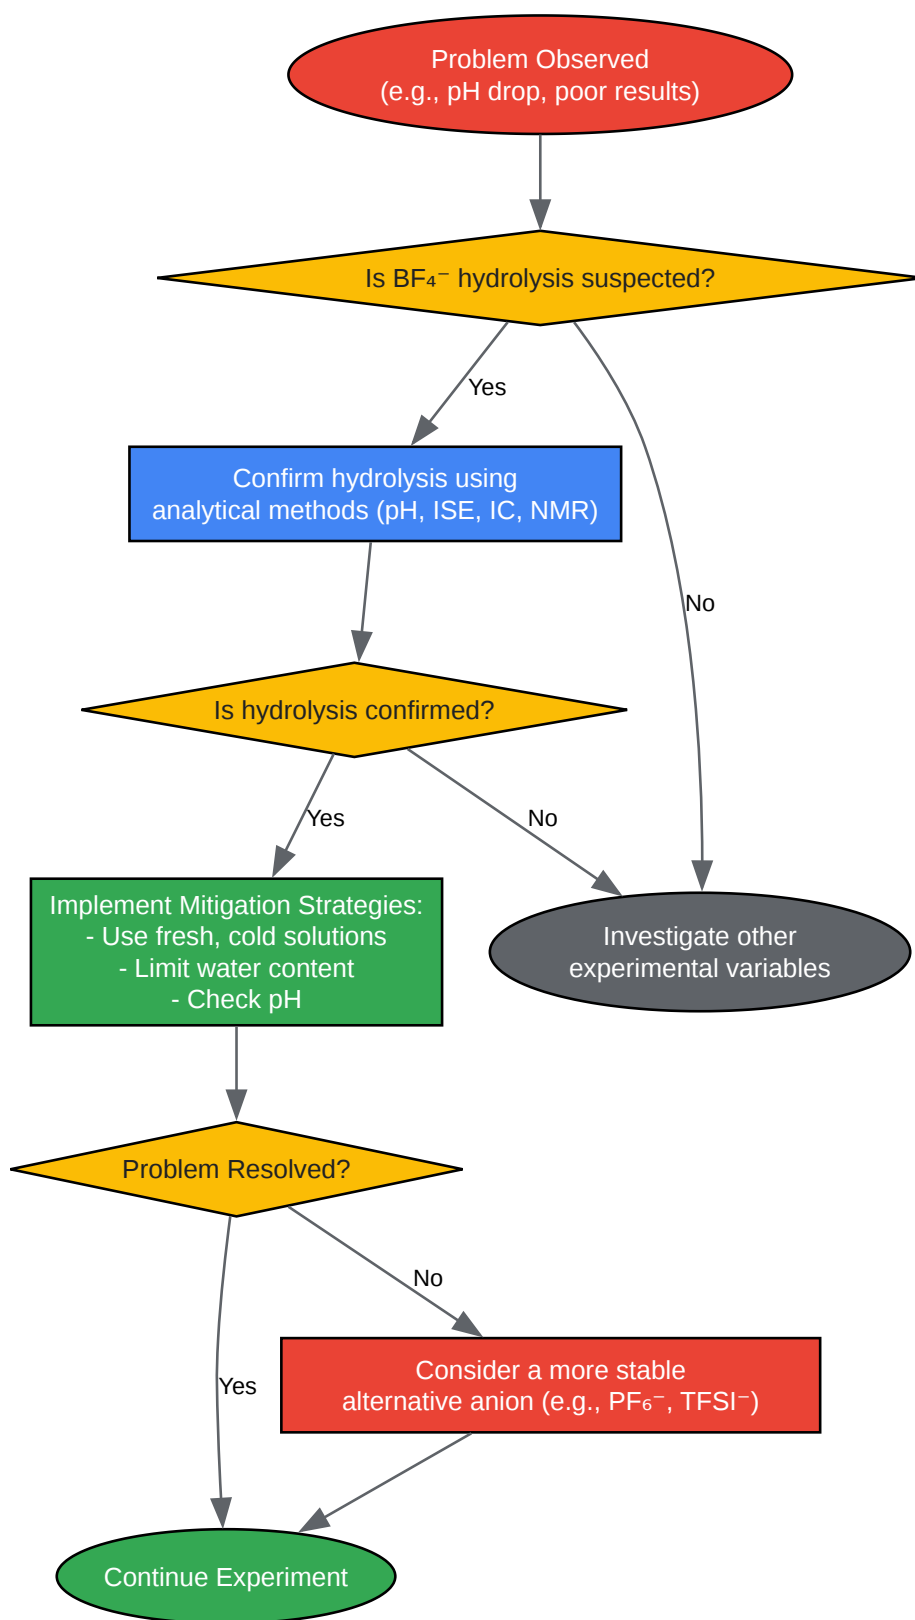 Problem Observed
(e.g., pH drop, poor results)
Is BF₄⁻ hydrolysis suspected?
Yes
Confirm hydrolysis using
analytical methods (pH, ISE, IC, NMR)
No
Is hydrolysis confirmed?
Yes
No
Implement Mitigation Strategies:
- Use fresh, cold solutions
- Limit water content
- Check pH
Investigate other
experimental variables
Problem Resolved?
No
Consider a more stable
alternative anion (e.g., PF₆⁻, TFSI⁻)
Yes
Continue Experiment